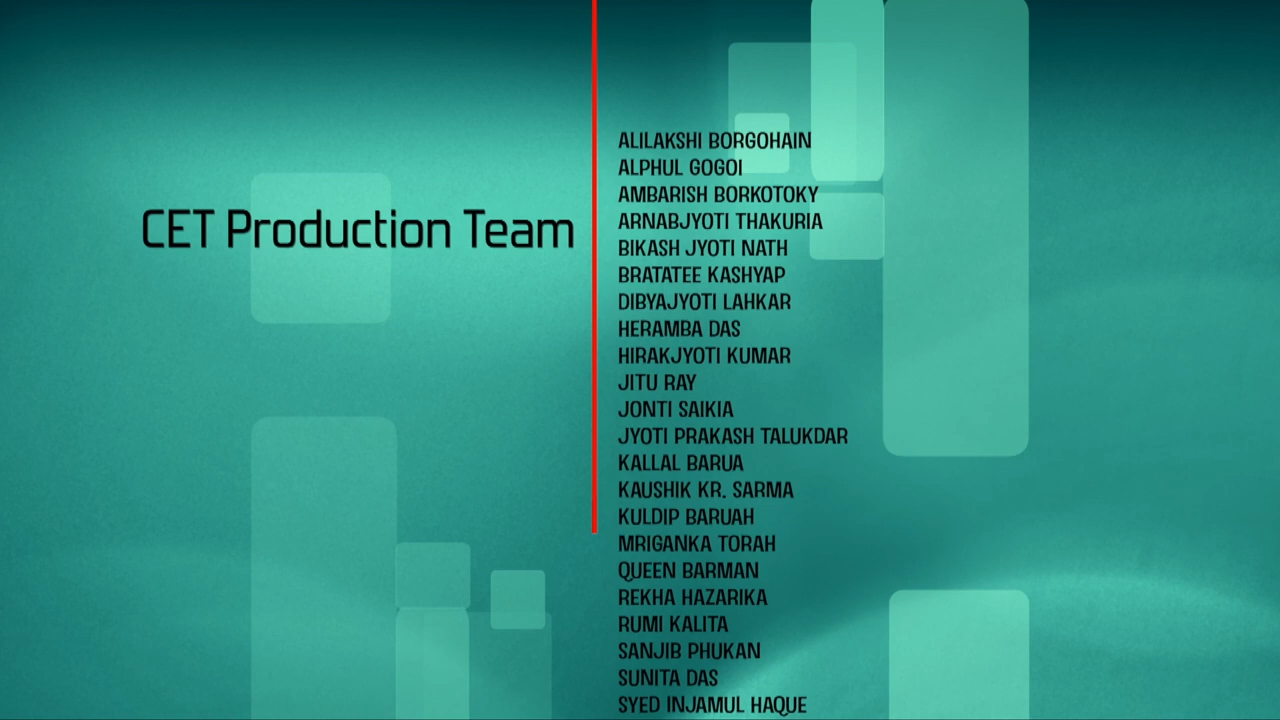 CET Production Team
ALILAKSHI BORGOHAIN
ALPHUL GOGOI
AMBARISH BORKOTOKY
ARNABJYOTI THAKURIA
BIKASH JYOTI NATH
BRATATEE KASHYAP
DIBYAJYOTI LAHKAR
HERAMBA DAS
HIRAKJYOTI KUMAR
JITU RAY
JONTI SAIKIA
JYOTI PRAKASH TALUKDAR
KALLAL BARUA
KAUSHIK KR. SARMA
KULDIP BARUAH
MRIGANKA TORAH
QUEEN BARMAN
REKHA HAZARIKA
RUMI KALITA
SANJIB PHUKAN
SUNITA DAS
SYED INJAMUL HAQUE